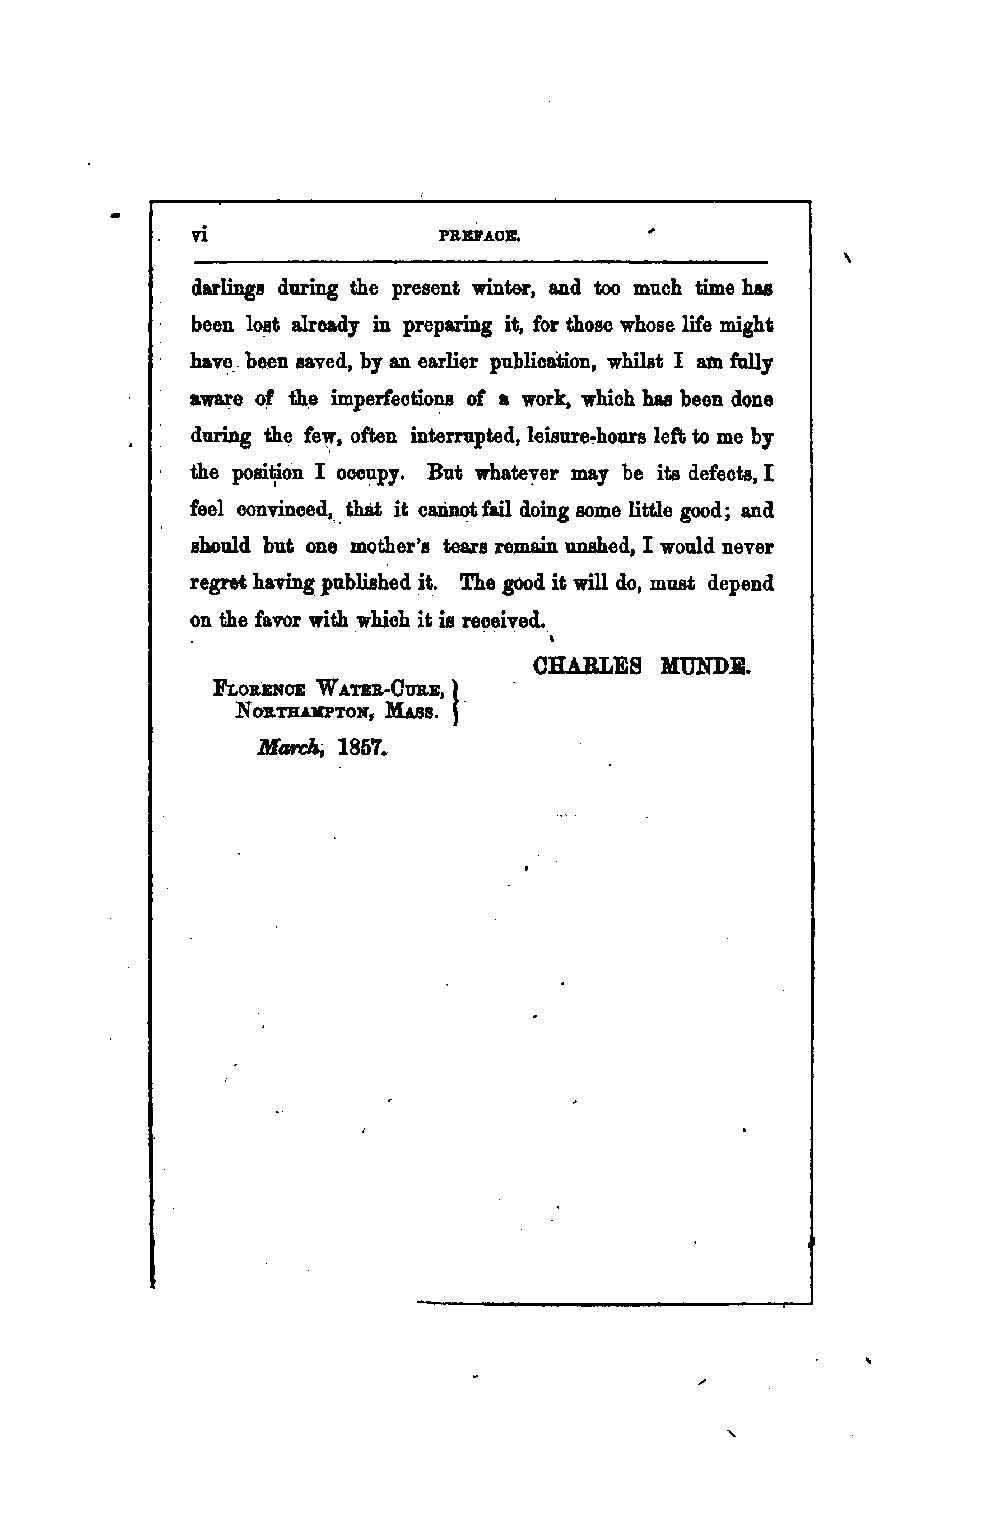 vi PREFACE.
darlings during the present winter, and too much time has
been lost already in preparing it, for those whose life might
have been saved, by an earlier publication, whilst I am fully
aware of the imperfections of a work, which has been done
during the few, often interrupted, leisure-hours left to me by
the position I occupy. But whatever may be its defects, I
feel convinced, that it cannot fail doing some little good; and
should but one mother's tears remain unshed, I would never
regret having published it. The good it will do, must depend
on the favor with which it is received.
CHARLES MUNDE.
FLORENCE WATER-CURE, }
NORTHAMPTON, MASS. }
March, 1857.